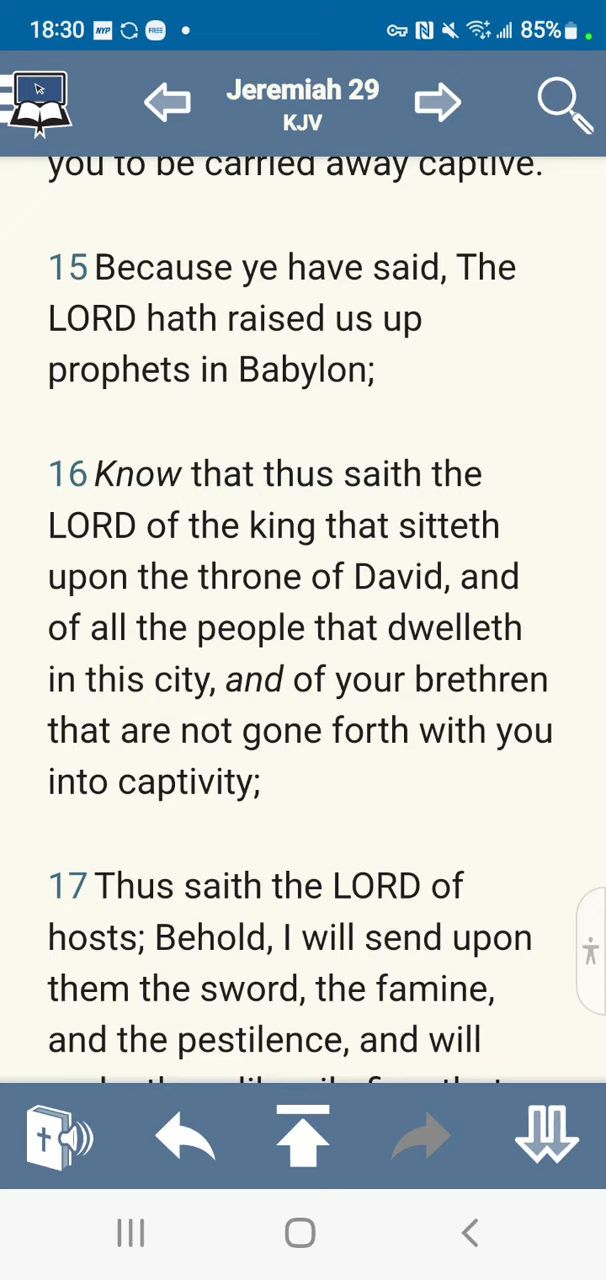 18:30 NYP FREE 85%
Jeremiah 29
KJV
you to be carried away captive.
15 Because ye have said, The
LORD hath raised us up
prophets in Babylon;
16 Know that thus saith the
LORD of the king that sitteth
upon the throne of David, and
of all the people that dwelleth
in this city, and of your brethren
that are not gone forth with you
into captivity;
17 Thus saith the LORD of
hosts; Behold, I will send upon
them the sword, the famine,
and the pestilence, and will